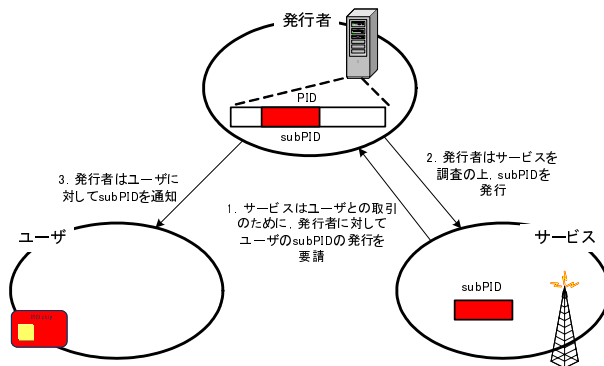 発行者
PID
subPID
2. 発行者はサービスを
調査の上，subPIDを
発行
3. 発行者はユーザに
対してsubPIDを通知
1. サービスはユーザとの取引
のために，発行者に対して
ユーザのsubPIDの発行を
要請
ユーザ
サービス
subPID